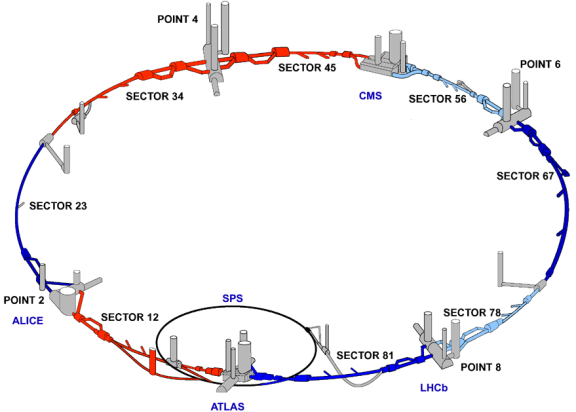 POINT 4
SECTOR 45
POINT 6
SECTOR 34
CMS
SECTOR 56
SECTOR 67
SECTOR 23
POINT 2
ALICE
SECTOR 12
SPS
SECTOR 78
SECTOR 81
POINT 8
LHCb
ATLAS